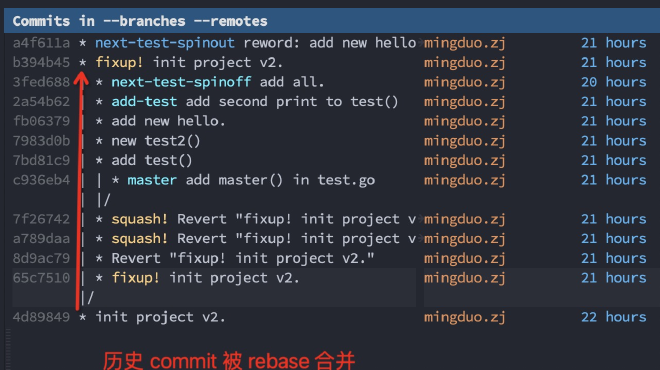 Commits in --branches --remotes
a4f611a * next-test-spinout reword: add new hello mingduo.zj 21 hours
b394b45 * fixup! init project v2. mingduo.zj 21 hours
3fed688 | * next-test-spinoff add all. mingduo.zj 20 hours
2a54b62 | * add-test add second print to test() mingduo.zj 21 hours
fb06379 | * add new hello. mingduo.zj 21 hours
7983d0b | * new test2() mingduo.zj 21 hours
7bd81c9 | * add test() mingduo.zj 21 hours
c936eb4 | | * master add master() in test.go mingduo.zj 21 hours
| |/
7f26742 | * squash! Revert "fixup! init project v mingduo.zj 21 hours
a789daa | * squash! Revert "fixup! init project v mingduo.zj 21 hours
8d9ac79 | * Revert "fixup! init project v2." mingduo.zj 21 hours
65c7510 | * fixup! init project v2. mingduo.zj 21 hours
|/
4d89849 * init project v2. mingduo.zj 22 hours
历史 commit 被 rebase 合并